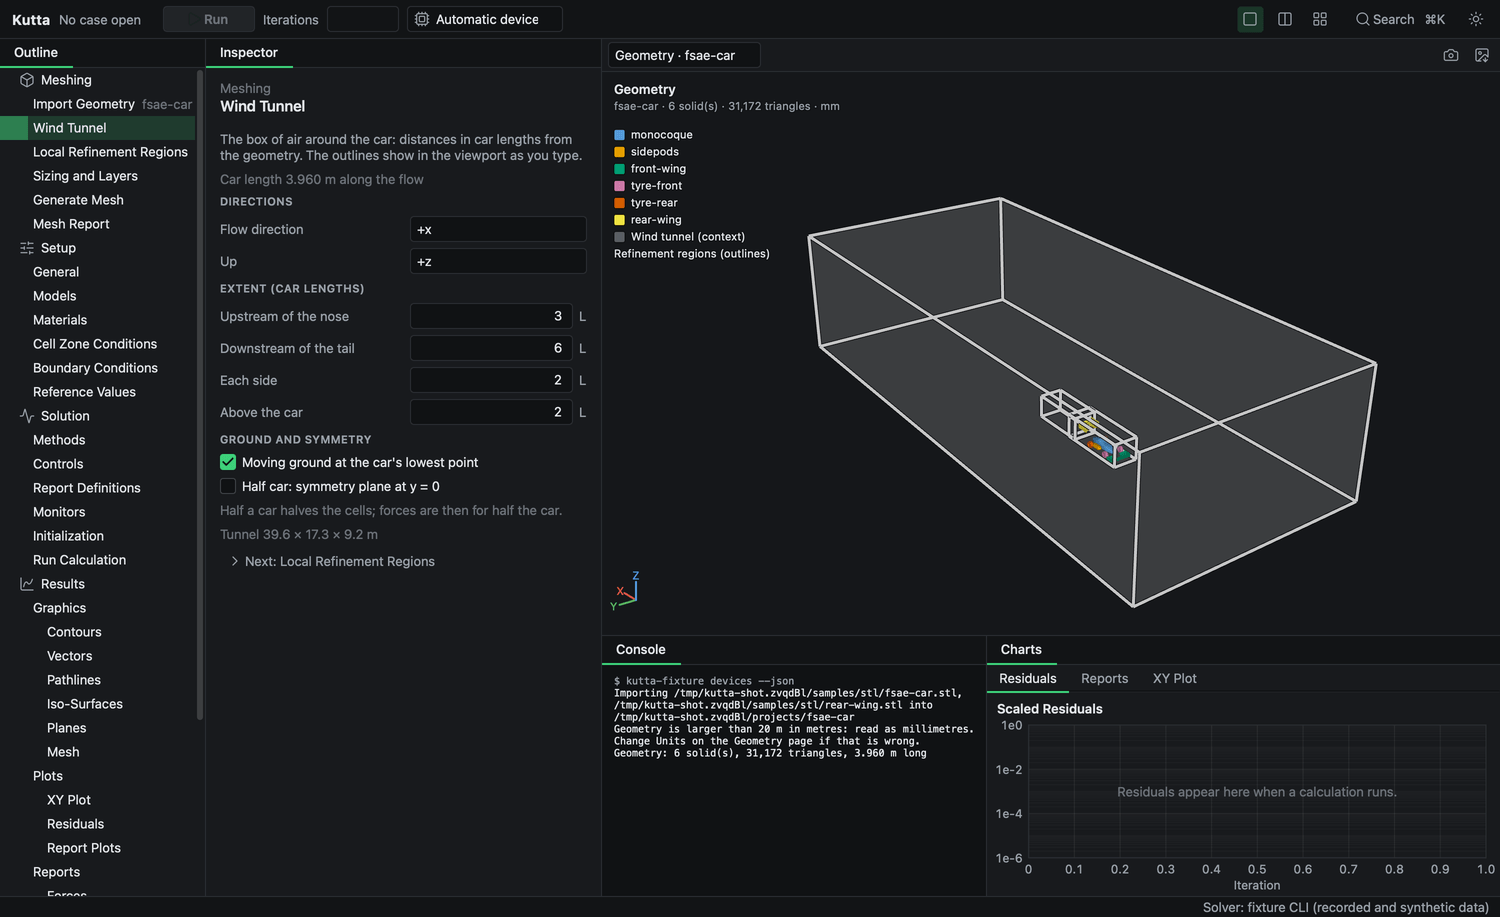 Kutta No case open Run Iterations Automatic device Search ⌘K
Outline
Meshing
Import Geometry fsae-car
Wind Tunnel
Local Refinement Regions
Sizing and Layers
Generate Mesh
Mesh Report
Setup
General
Models
Materials
Cell Zone Conditions
Boundary Conditions
Reference Values
Solution
Methods
Controls
Report Definitions
Monitors
Initialization
Run Calculation
Results
Graphics
Contours
Vectors
Pathlines
Iso-Surfaces
Planes
Mesh
Plots
XY Plot
Residuals
Report Plots
Reports
Forces
Inspector
Meshing
Wind Tunnel
The box of air around the car: distances in car lengths from
the geometry. The outlines show in the viewport as you type.
Car length 3.960 m along the flow
DIRECTIONS
Flow direction +x
Up +z
EXTENT (CAR LENGTHS)
Upstream of the nose 3 L
Downstream of the tail 6 L
Each side 2 L
Above the car 2 L
GROUND AND SYMMETRY
Moving ground at the car's lowest point
Half car: symmetry plane at y = 0
Half a car halves the cells; forces are then for half the car.
Tunnel 39.6 × 17.3 × 9.2 m
Next: Local Refinement Regions
Geometry · fsae-car
Geometry
fsae-car · 6 solid(s) · 31,172 triangles · mm
monocoque
sidepods
front-wing
tyre-front
tyre-rear
rear-wing
Wind tunnel (context)
Refinement regions (outlines)
Z
X
Y
Console
$ kutta-fixture devices --json
Importing /tmp/kutta-shot.zvqdBl/samples/stl/fsae-car.stl,
/tmp/kutta-shot.zvqdBl/samples/stl/rear-wing.stl into
/tmp/kutta-shot.zvqdBl/projects/fsae-car
Geometry is larger than 20 m in metres: read as millimetres.
Change Units on the Geometry page if that is wrong.
Geometry: 6 solid(s), 31,172 triangles, 3.960 m long
Charts
Residuals Reports XY Plot
Scaled Residuals
1e0
1e-2
Residuals appear here when a calculation runs.
1e-4
1e-6
0 0.1 0.2 0.3 0.4 0.5 0.6 0.7 0.8 0.9 1.0
Iteration
Solver: fixture CLI (recorded and synthetic data)